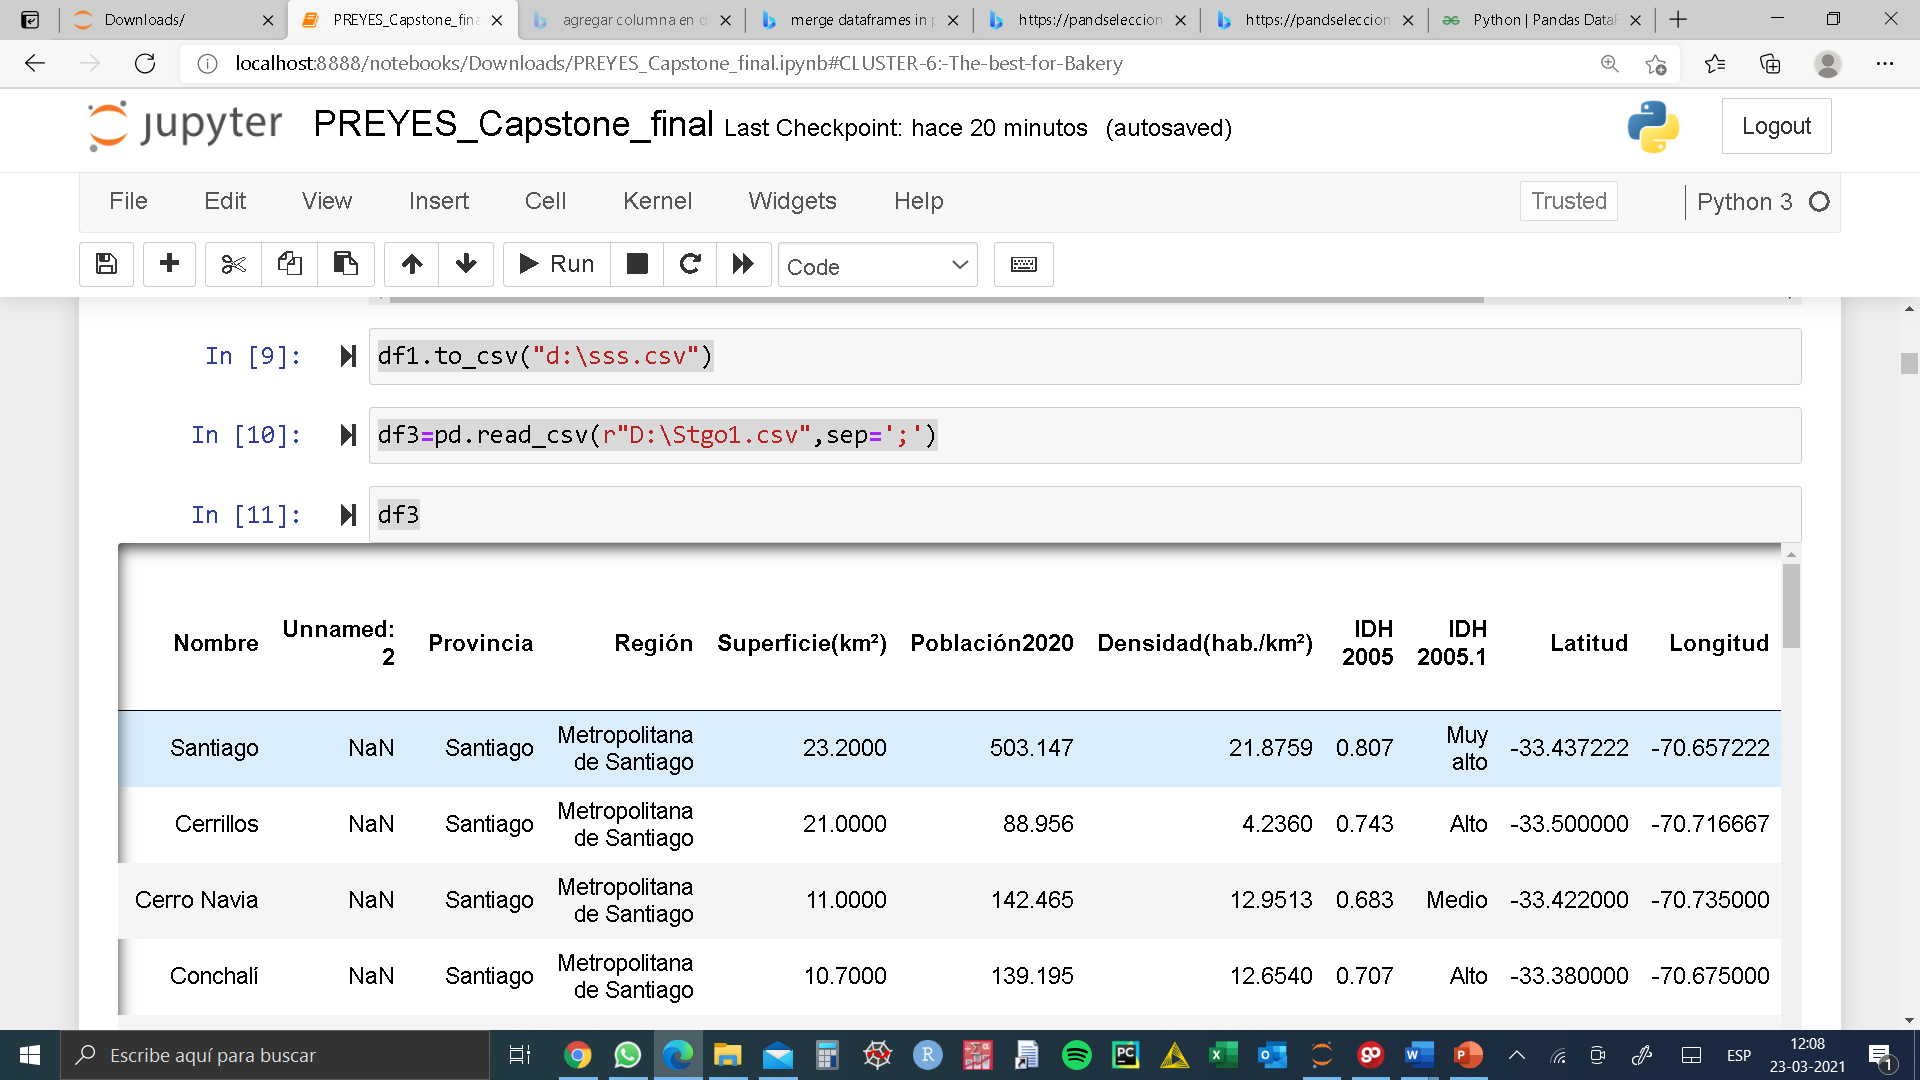 Downloads/
PREYES_Capstone_fina
agregar columna en d
merge dataframes in p
https://pandseleccion
https://pandseleccion
Python | Pandas DataF
localhost:8888/notebooks/Downloads/PREYES_Capstone_final.ipynb#CLUSTER-6:-The-best-for-Bakery
jupyter PREYES_Capstone_final Last Checkpoint: hace 20 minutos (autosaved)
Logout
File Edit View Insert Cell Kernel Widgets Help Trusted Python 3
Run Code
In [9]: df1.to_csv("d:\sss.csv")
In [10]: df3=pd.read_csv(r"D:\Stgo1.csv",sep=';')
In [11]: df3
Nombre Unnamed: 2 Provincia Región Superficie(km²) Población2020 Densidad(hab./km²) IDH 2005 IDH 2005.1 Latitud Longitud
Santiago NaN Santiago Metropolitana de Santiago 23.2000 503.147 21.8759 0.807 Muy alto -33.437222 -70.657222
Cerrillos NaN Santiago Metropolitana de Santiago 21.0000 88.956 4.2360 0.743 Alto -33.500000 -70.716667
Cerro Navia NaN Santiago Metropolitana de Santiago 11.0000 142.465 12.9513 0.683 Medio -33.422000 -70.735000
Conchalí NaN Santiago Metropolitana de Santiago 10.7000 139.195 12.6540 0.707 Alto -33.380000 -70.675000
Escribe aquí para buscar
ESP
12:08
23-03-2021
1